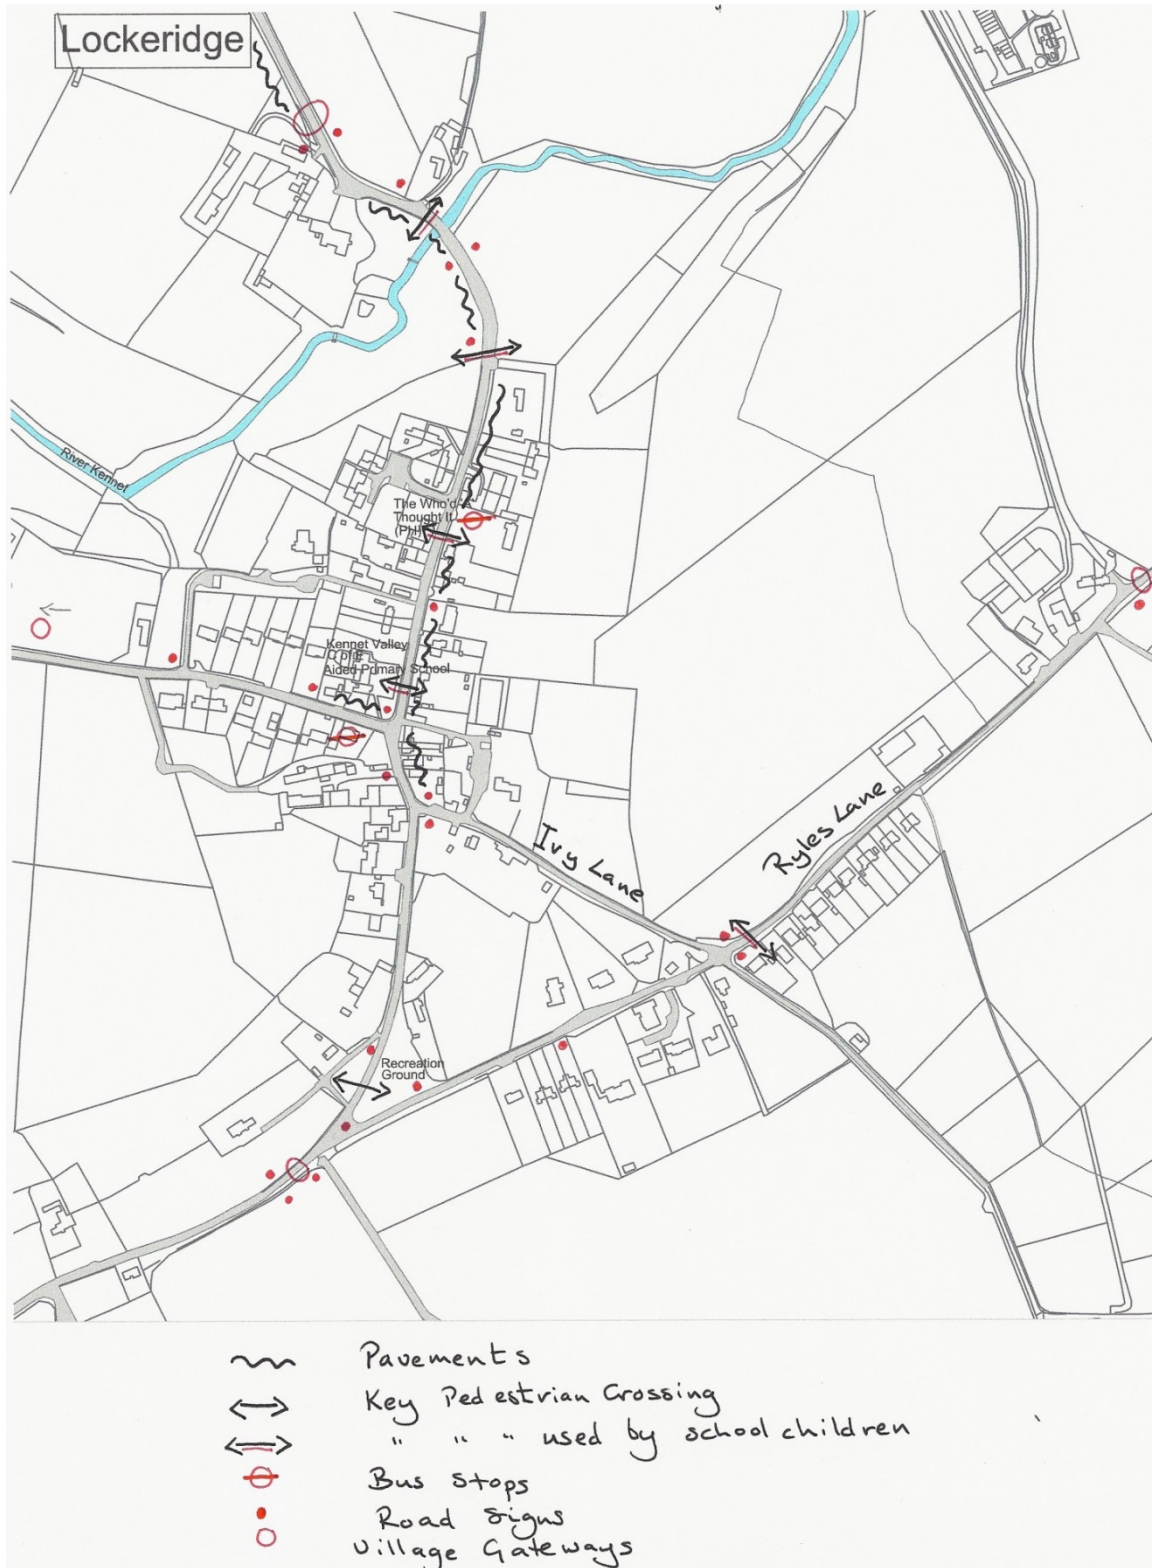 Lockeridge
River Kennet
The Who'd
Thought It
(PH)
Kennet Valley
C of E
Aided Primary School
Ivy Lane
Ryles Lane
Recreation
Ground
Pavements
Key Pedestrian Crossing
" " " used by school children
Bus Stops
Road Signs
Village Gateways